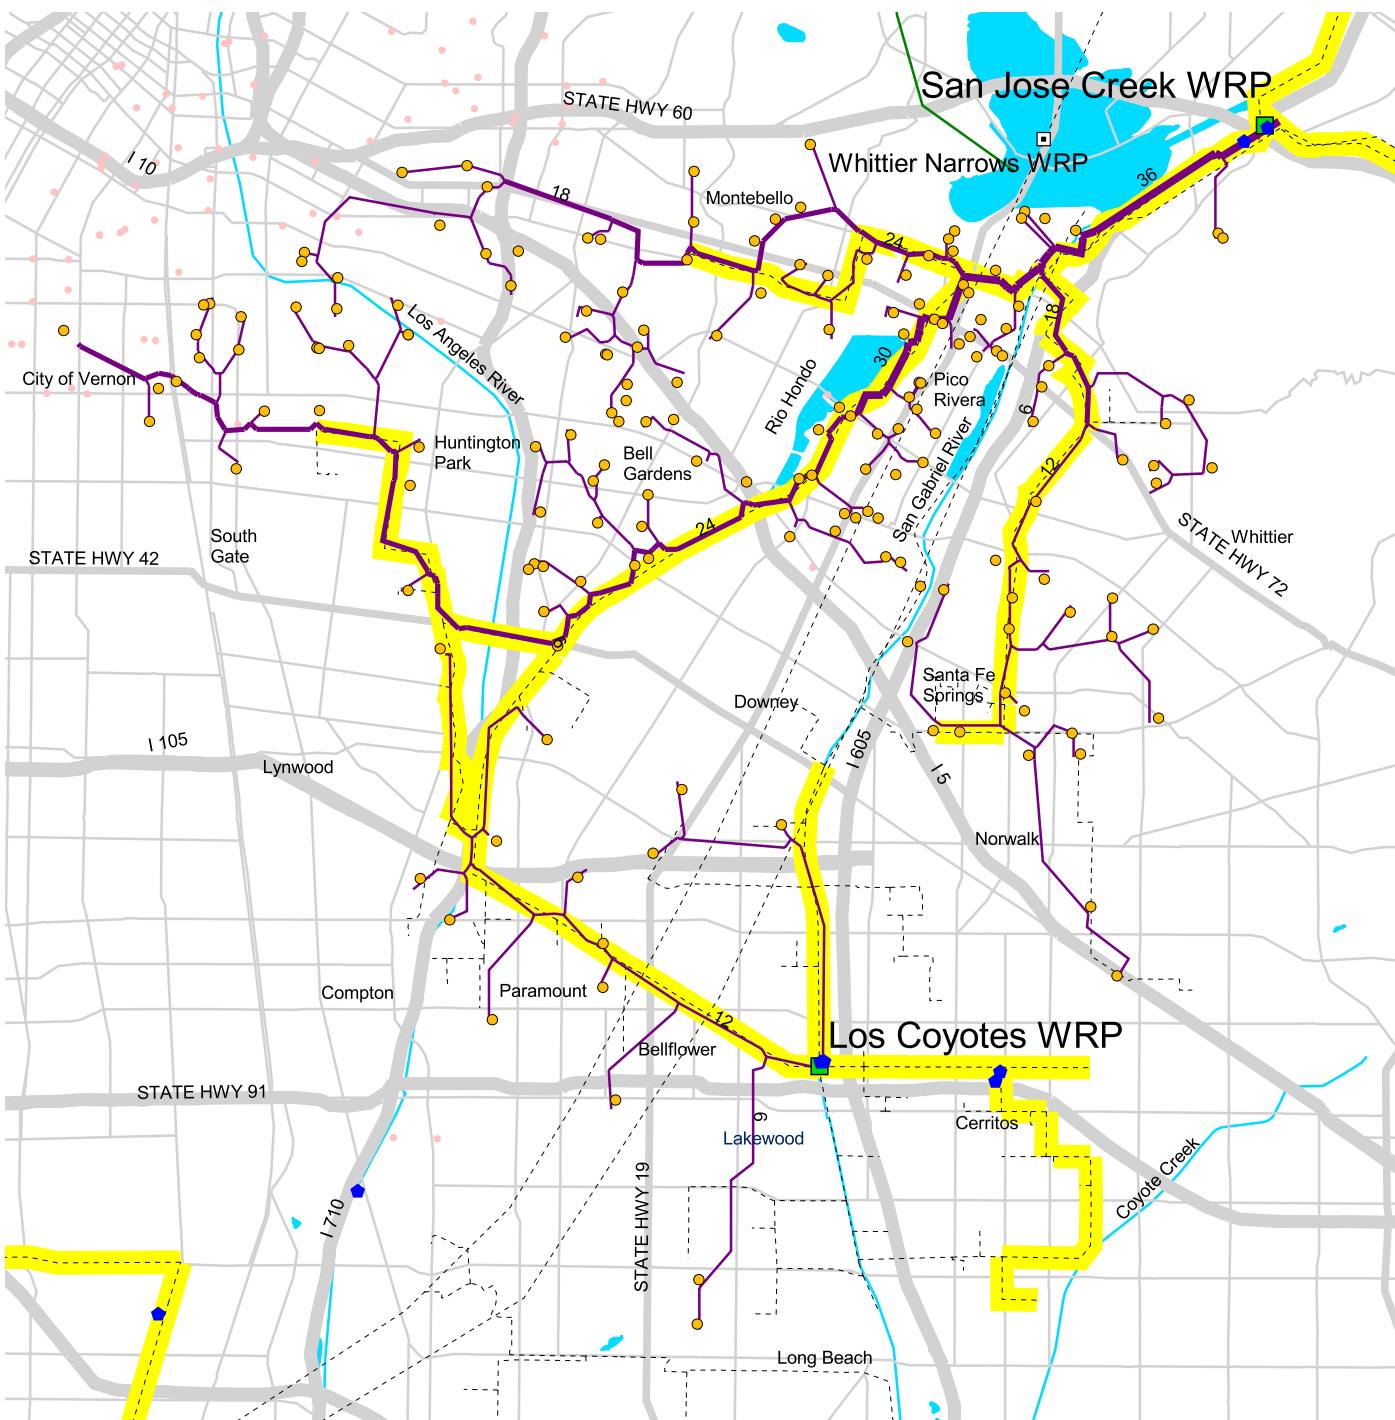 San Jose Creek WRP
STATE HWY 60
I 10
Whittier Narrows WRP
36
18
Montebello
24
18
Los Angeles River
30
City of Vernon
Rio Hondo
Pico
Rivera
6
Huntington
Park
Bell
Gardens
San Gabriel River
12
24
STATE HWY 72
Whittier
South
Gate
STATE HWY 42
9
Santa Fe
Springs
Downey
I 105
I 605
Lynwood
I 5
Norwalk
Compton
Paramount
12
Los Coyotes WRP
Bellflower
STATE HWY 91
9
Cerritos
Lakewood
Coyote Creek
STATE HWY 19
I 710
Long Beach